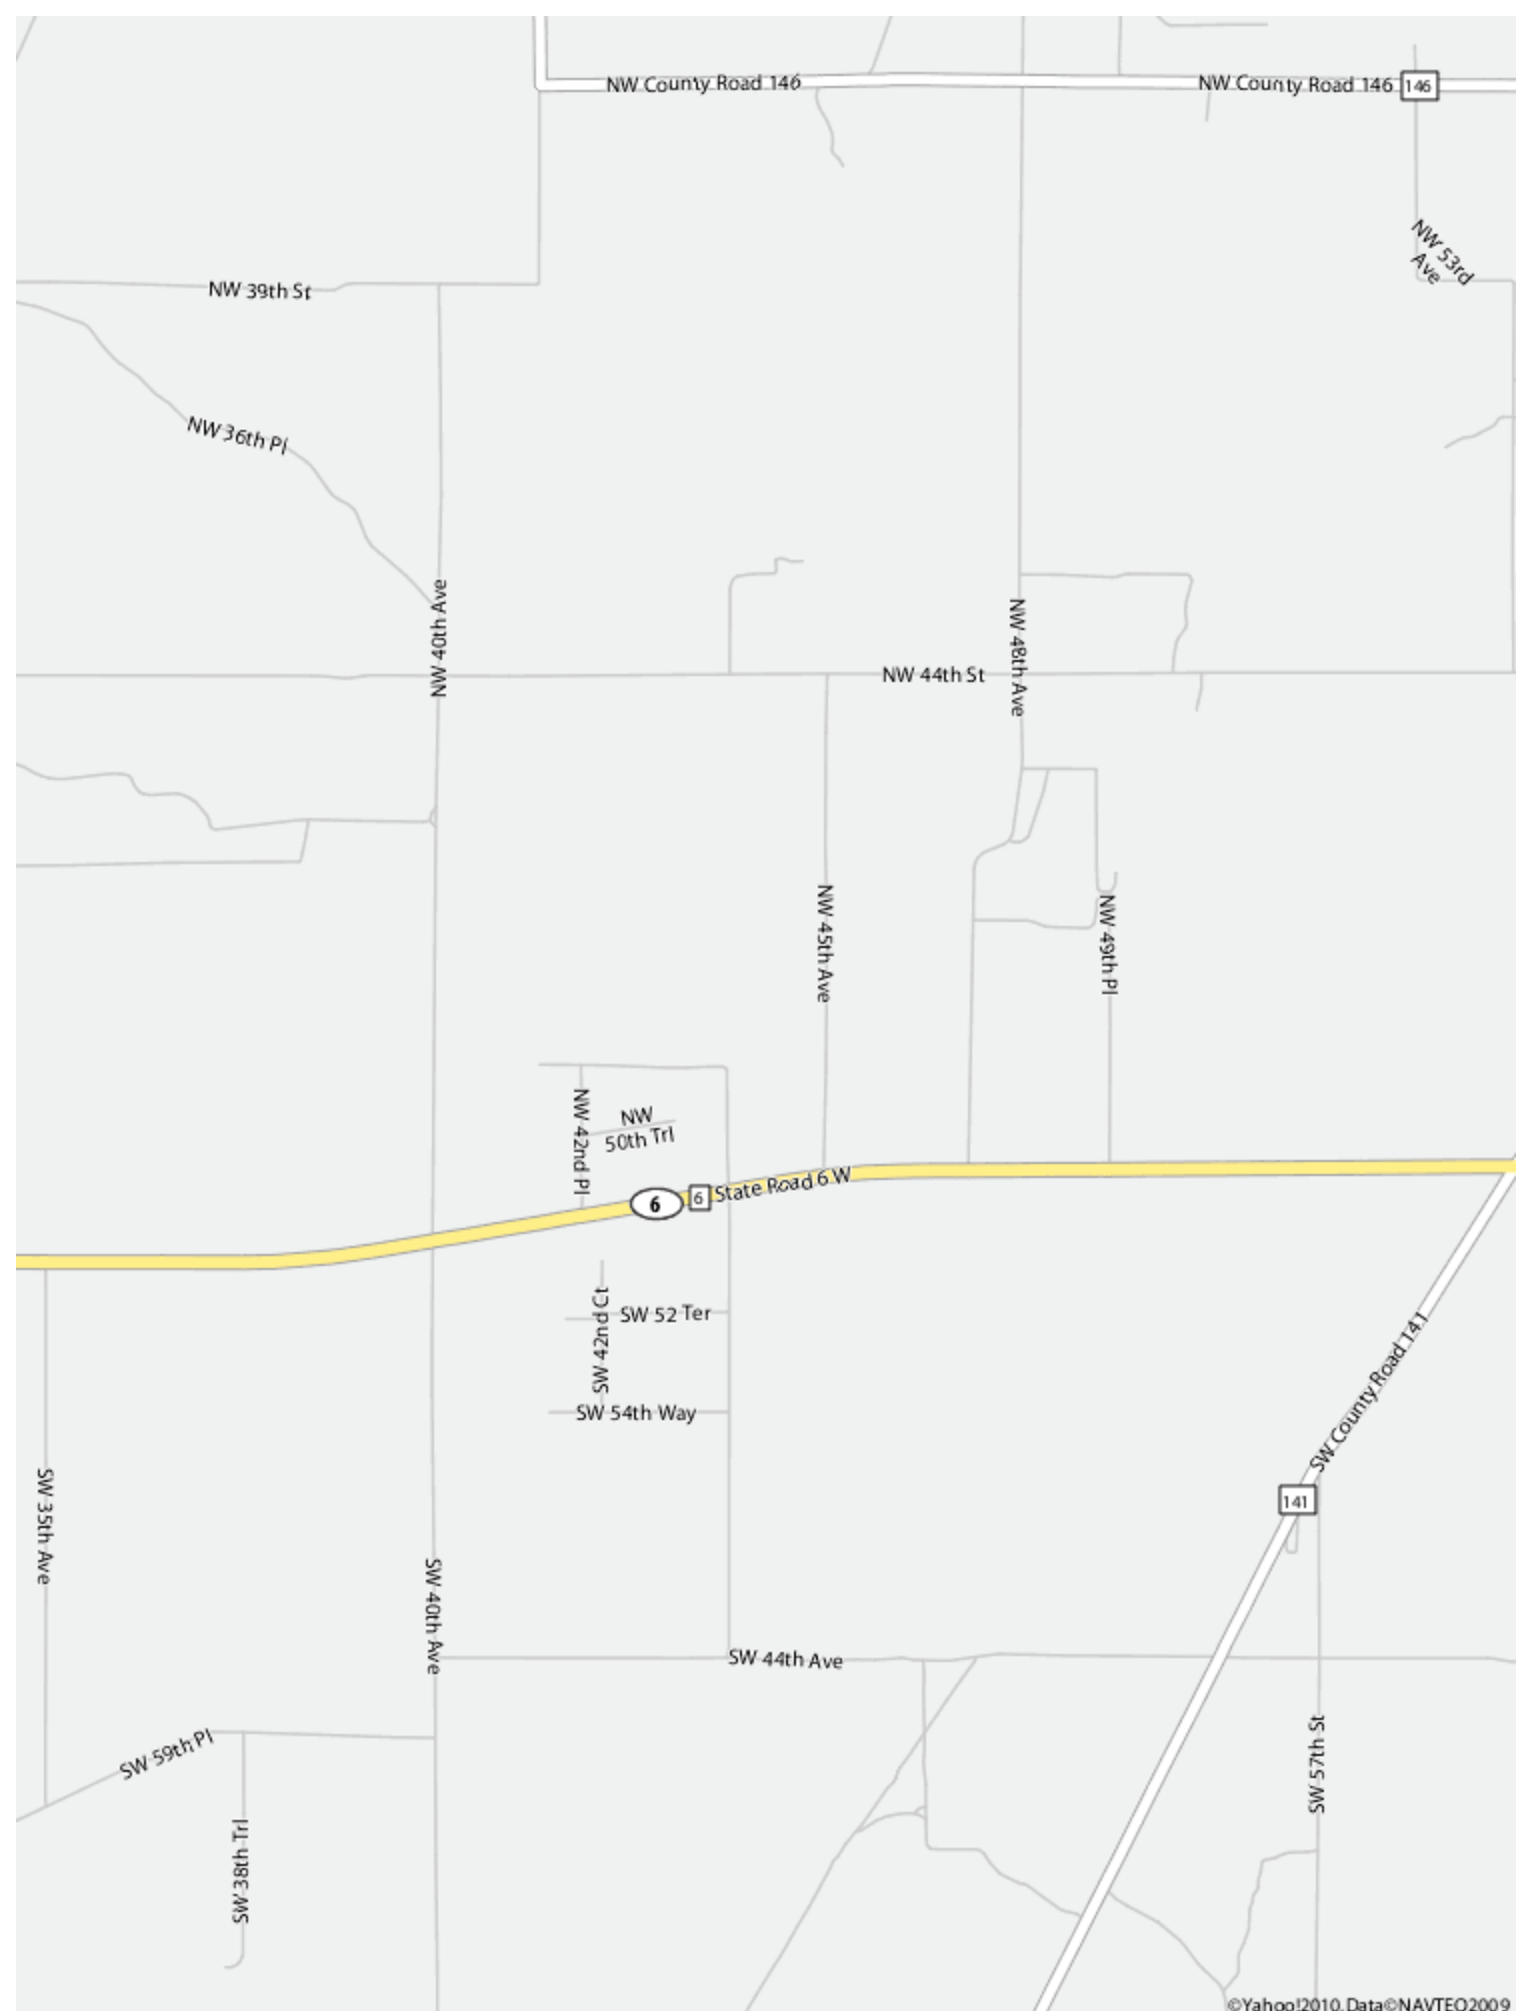 NW County Road 146
NW County Road 146
146
NW 53rd
Ave
NW 39th St
NW 36th Pl
NW 40th Ave
NW 48th Ave
NW 44th St
NW 45th Ave
NW 49th Pl
NW 42nd Pl
NW
50th Trl
6
6
State Road 6 W
SW 42nd Ct
SW 52 Ter
SW 54th Way
SW County Road 141
141
SW 35th Ave
SW 40th Ave
SW 44th Ave
SW 59th Pl
SW 57th St
SW 38th Trl
©Yahoo!2010, Data©NAVTEQ2009